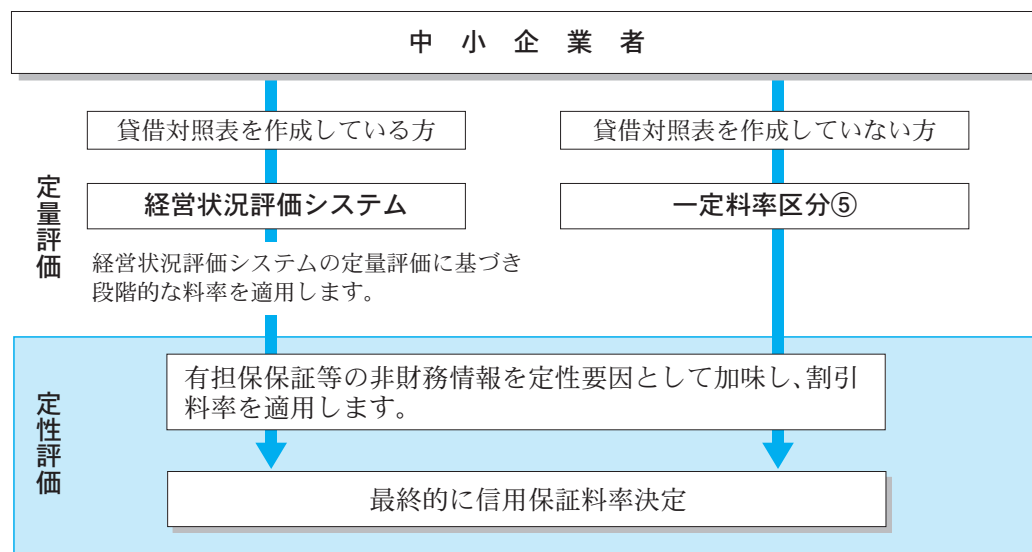 中小企業者
貸借対照表を作成している方
貸借対照表を作成していない方
定量評価
経営状況評価システム
一定料率区分⑤
経営状況評価システムの定量評価に基づき
段階的な料率を適用します。
定性評価
有担保保証等の非財務情報を定性要因として加味し、割引
料率を適用します。
最終的に信用保証料率決定